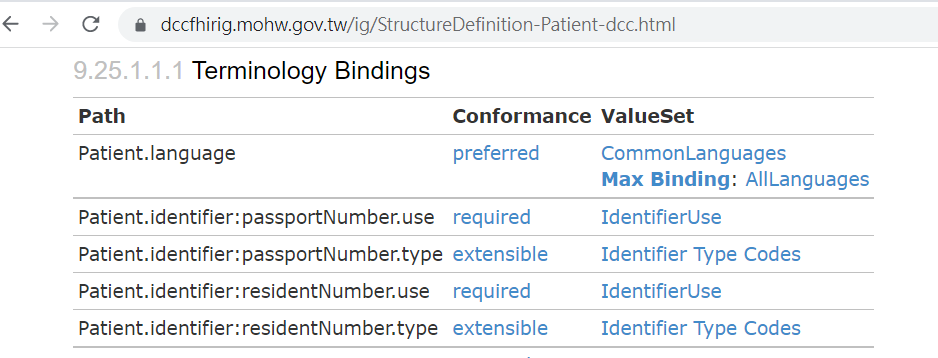 dccfhirig.mohw.gov.tw/ig/StructureDefinition-Patient-dcc.html
9.25.1.1.1 Terminology Bindings
Path Conformance ValueSet
Patient.language preferred CommonLanguages
Max Binding: AllLanguages
Patient.identifier:passportNumber.use required IdentifierUse
Patient.identifier:passportNumber.type extensible Identifier Type Codes
Patient.identifier:residentNumber.use required IdentifierUse
Patient.identifier:residentNumber.type extensible Identifier Type Codes